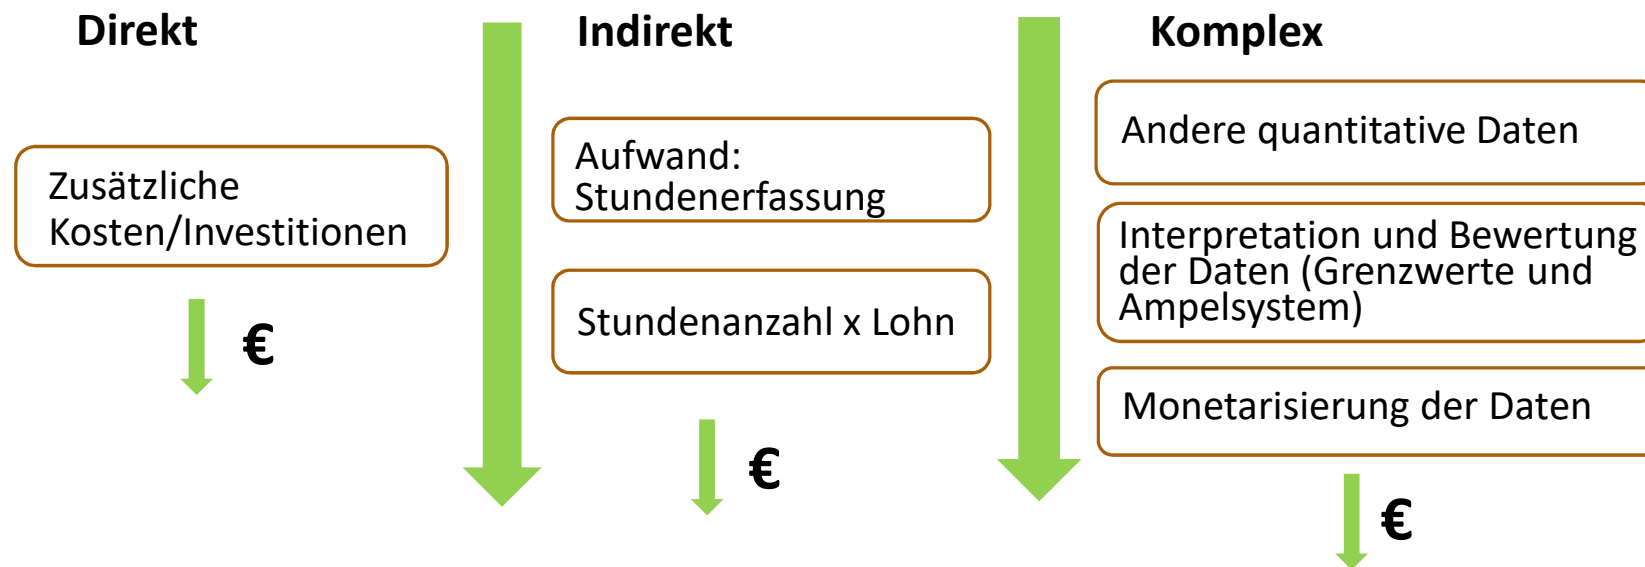 Direkt
Zusätzliche
Kosten/Investitionen
€
Indirekt
Aufwand:
Stundenerfassung
Stundenanzahl x Lohn
€
Komplex
Andere quantitative Daten
Interpretation und Bewertung
der Daten (Grenzwerte und
Ampelsystem)
Monetarisierung der Daten
€